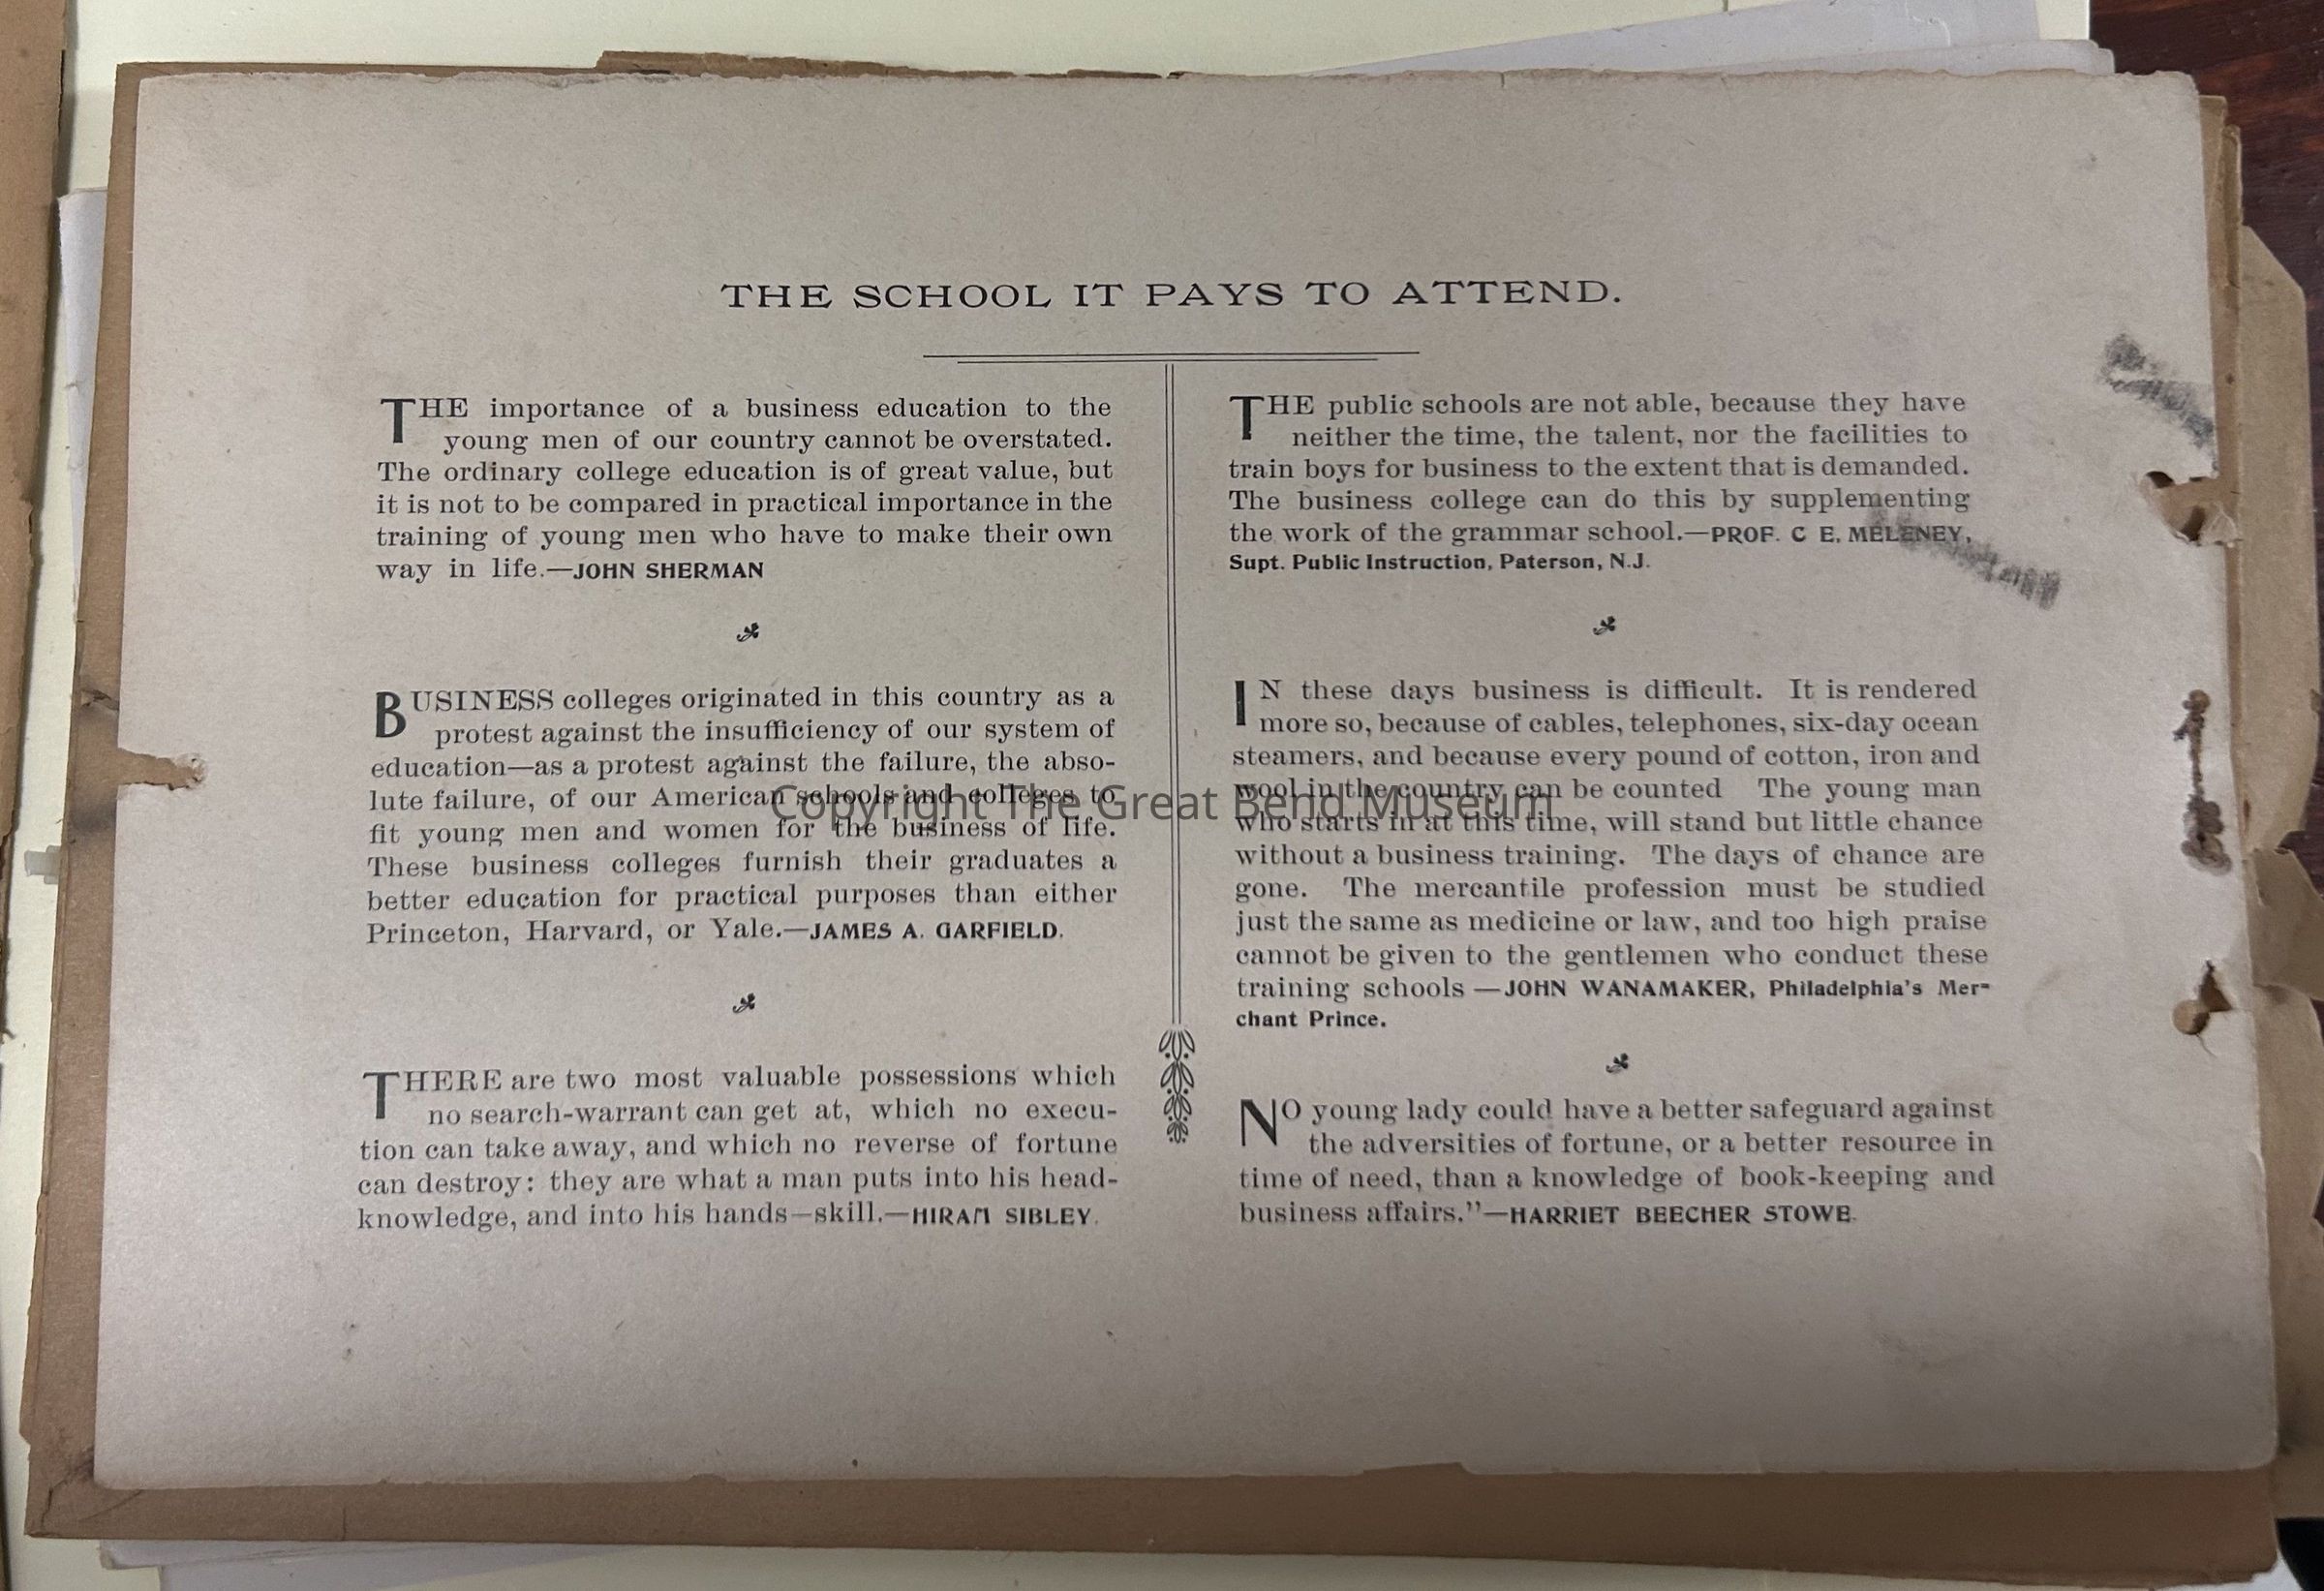 THE SCHOOL IT PAYS TO ATTEND.
THE importance of a business education to the
young men of our country cannot be overstated.
The ordinary college education is of great value, but
it is not to be compared in practical importance in the
training of young men who have to make their own
way in life.—JOHN SHERMAN
BUSINESS colleges originated in this country as a
protest against the insufficiency of our system of
education—as a protest against the failure, the abso-
lute failure, of our American schools and colleges to
fit young men and women for the business of life.
These business colleges furnish their graduates a
better education for practical purposes than either
Princeton, Harvard, or Yale.—JAMES A. GARFIELD.
THERE are two most valuable possessions which
no search-warrant can get at, which no execu-
tion can take away, and which no reverse of fortune
can destroy: they are what a man puts into his head-
knowledge, and into his hands—skill.—HIRAM SIBLEY.
THE public schools are not able, because they have
neither the time, the talent, nor the facilities to
train boys for business to the extent that is demanded.
The business college can do this by supplementing
the work of the grammar school.—PROF. C E. MELENEY,
Supt. Public Instruction, Paterson, N.J.
IN these days business is difficult. It is rendered
more so, because of cables, telephones, six-day ocean
steamers, and because every pound of cotton, iron and
wool in the country can be counted The young man
who starts in at this time, will stand but little chance
without a business training. The days of chance are
gone. The mercantile profession must be studied
just the same as medicine or law, and too high praise
cannot be given to the gentlemen who conduct these
training schools —JOHN WANAMAKER, Philadelphia's Mer-
chant Prince.
NO young lady could have a better safeguard against
the adversities of fortune, or a better resource in
time of need, than a knowledge of book-keeping and
business affairs."—HARRIET BEECHER STOWE.
Copyright The Great Bend Museum